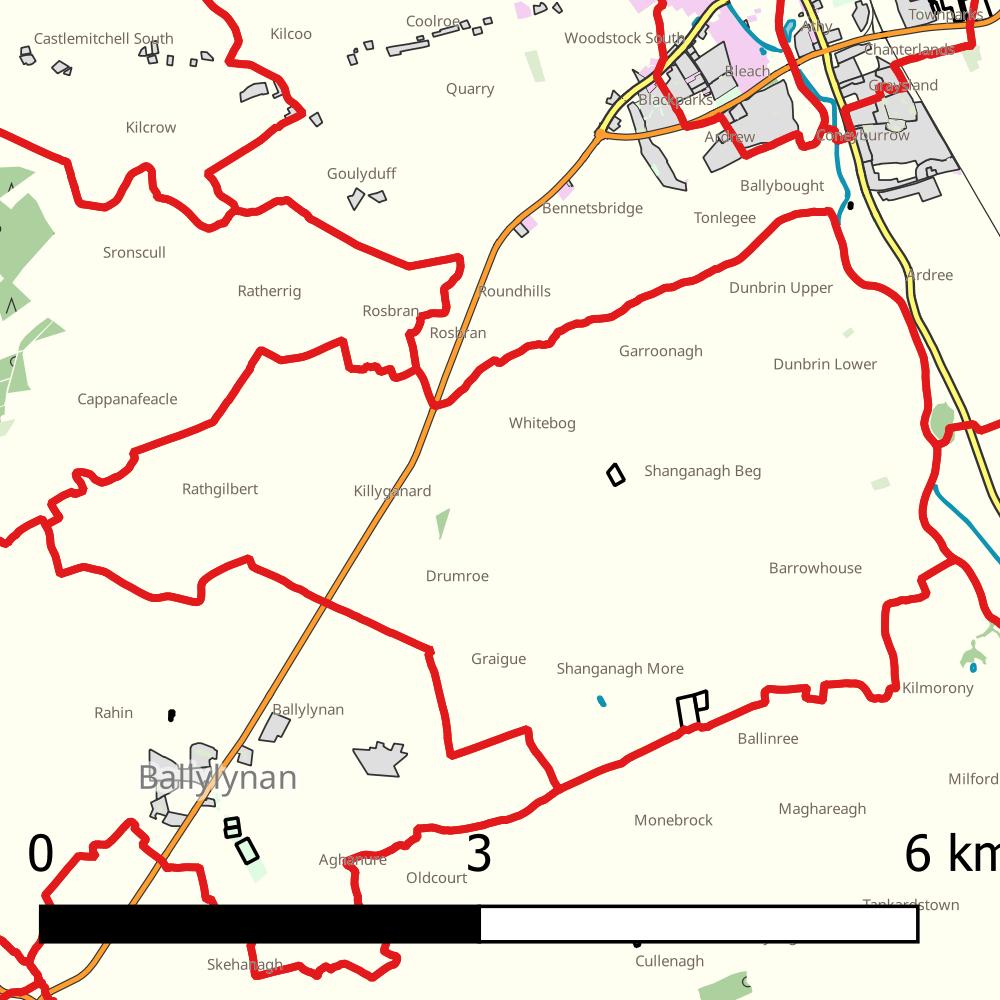 Townparks
Coolroe
Athy
Kilcoo
Castlemitchell South
Woodstock South
Chanterlands
Bleach
Graysland
Quarry
Blackparks
Kilcrow
Ardrew
Coneyburrow
Goulyduff
Ballybought
Bennetsbridge
Tonlegee
Sronscull
Ardree
Ratherrig
Roundhills
Dunbrin Upper
Rosbran
Rosbran
Garroonagh
Dunbrin Lower
Cappanafeacle
Whitebog
Shanganagh Beg
Rathgilbert
Killyganard
Drumroe
Barrowhouse
Graigue
Shanganagh More
Kilmorony
Rahin
Ballylynan
Ballinree
Ballylynan
Milford
Maghareagh
Monebrock
0
3
6 km
Aghanure
Oldcourt
Tankardstown
Skehanagh
Cullenagh